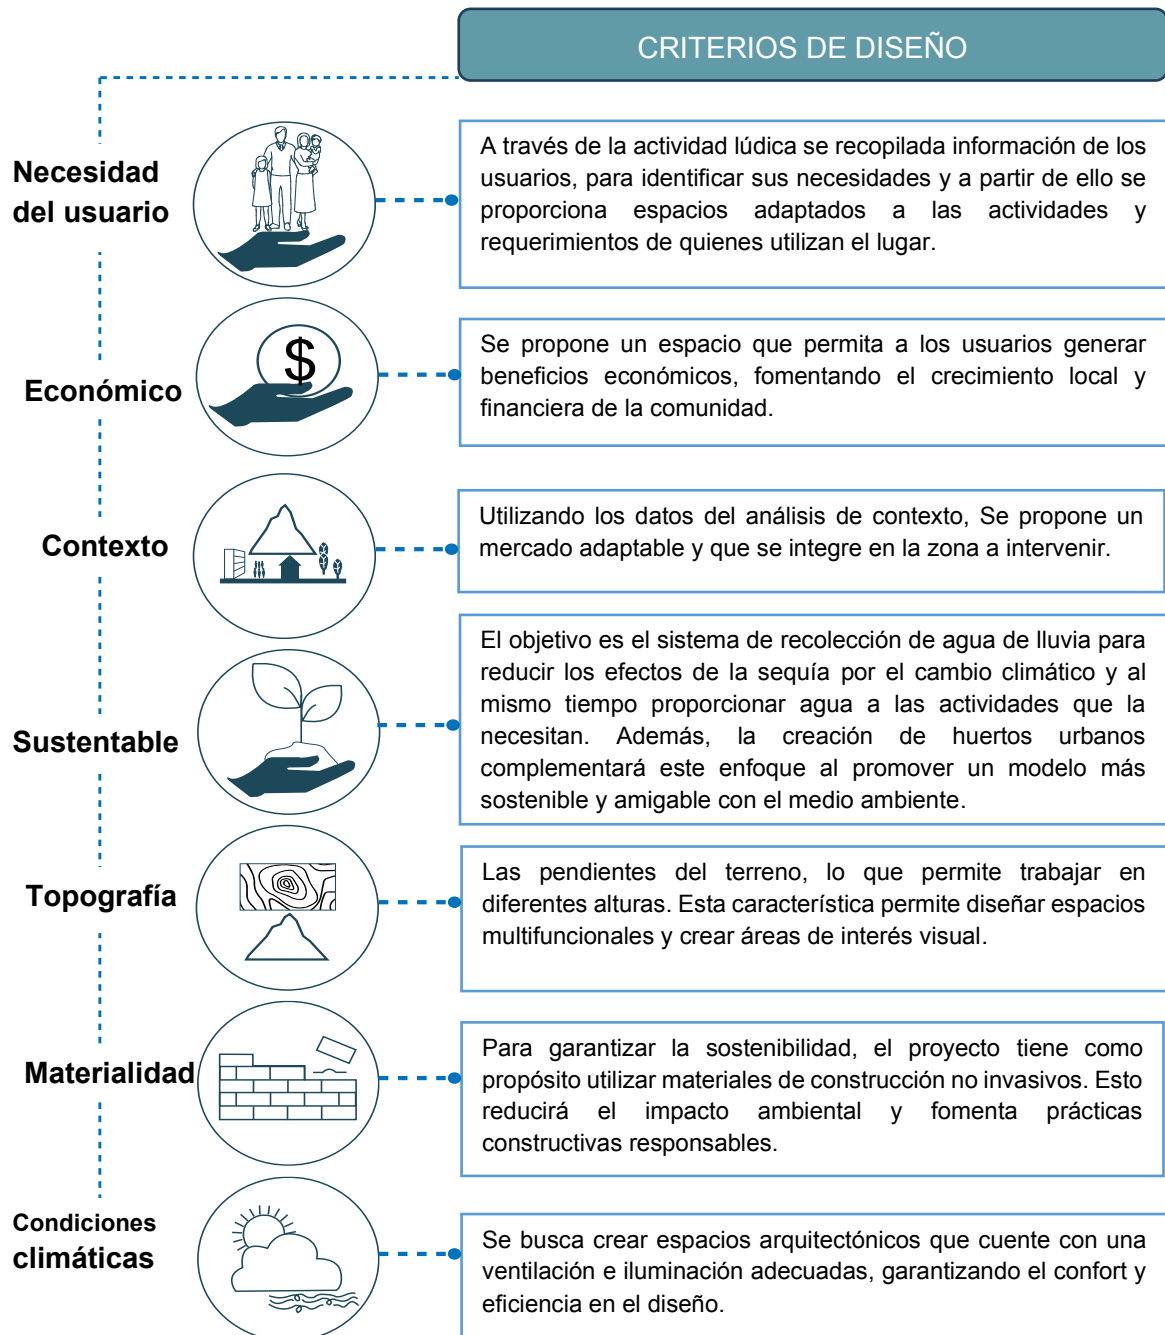 CRITERIOS DE DISEÑO
Necesidad
del usuario
A través de la actividad lúdica se recopilada información de los
usuarios, para identificar sus necesidades y a partir de ello se
proporciona espacios adaptados a las actividades y
requerimientos de quienes utilizan el lugar.
Económico
$
Se propone un espacio que permita a los usuarios generar
beneficios económicos, fomentando el crecimiento local y
financiera de la comunidad.
Contexto
Utilizando los datos del análisis de contexto, Se propone un
mercado adaptable y que se integre en la zona a intervenir.
Sustentable
El objetivo es el sistema de recolección de agua de lluvia para
reducir los efectos de la sequía por el cambio climático y al
mismo tiempo proporcionar agua a las actividades que la
necesitan. Además, la creación de huertos urbanos
complementará este enfoque al promover un modelo más
sostenible y amigable con el medio ambiente.
Topografía
Las pendientes del terreno, lo que permite trabajar en
diferentes alturas. Esta característica permite diseñar espacios
multifuncionales y crear áreas de interés visual.
Materialidad
Para garantizar la sostenibilidad, el proyecto tiene como
propósito utilizar materiales de construcción no invasivos. Esto
reducirá el impacto ambiental y fomenta prácticas
constructivas responsables.
Condiciones
climáticas
Se busca crear espacios arquitectónicos que cuente con una
ventilación e iluminación adecuadas, garantizando el confort y
eficiencia en el diseño.